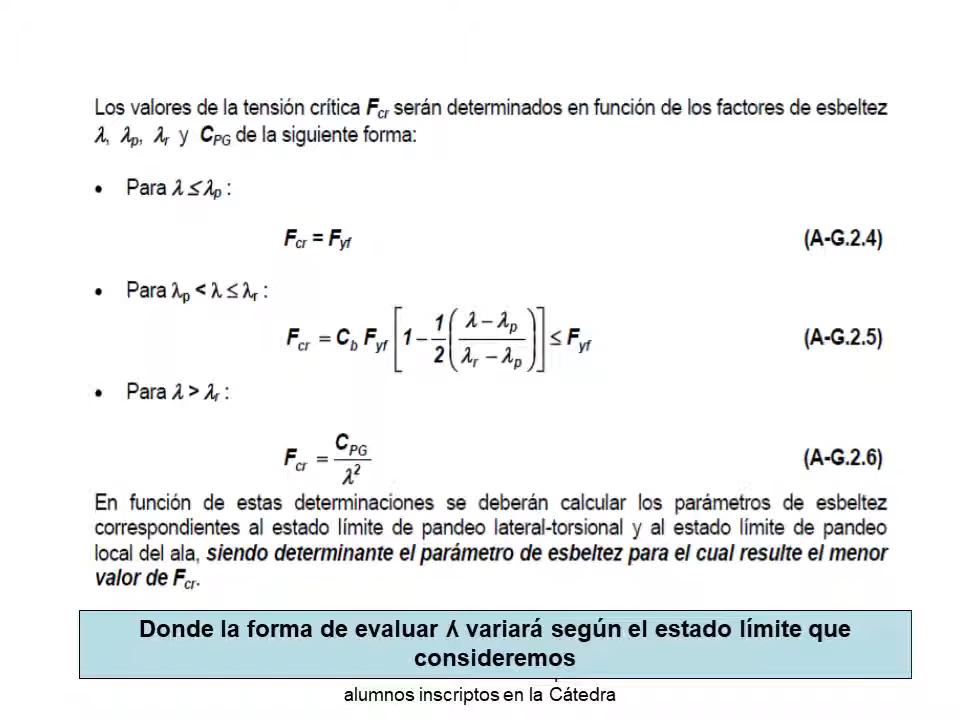 Los valores de la tensión crítica Fcr serán determinados en función de los factores de esbeltez
λ, λp, λr y CPG de la siguiente forma:
• Para λ ≤ λp :
Fcr = Fyf (A-G.2.4)
• Para λp < λ ≤ λr :
Fcr = Cb Fyf [1 − 1/2 ((λ − λp)/(λr − λp))] ≤ Fyf (A-G.2.5)
• Para λ > λr :
Fcr = CPG/λ² (A-G.2.6)
En función de estas determinaciones se deberán calcular los parámetros de esbeltez
correspondientes al estado límite de pandeo lateral-torsional y al estado límite de pandeo
local del ala, siendo determinante el parámetro de esbeltez para el cual resulte el menor
valor de Fcr.
Donde la forma de evaluar ʎ variará según el estado límite que
consideremos
alumnos inscriptos en la Cátedra